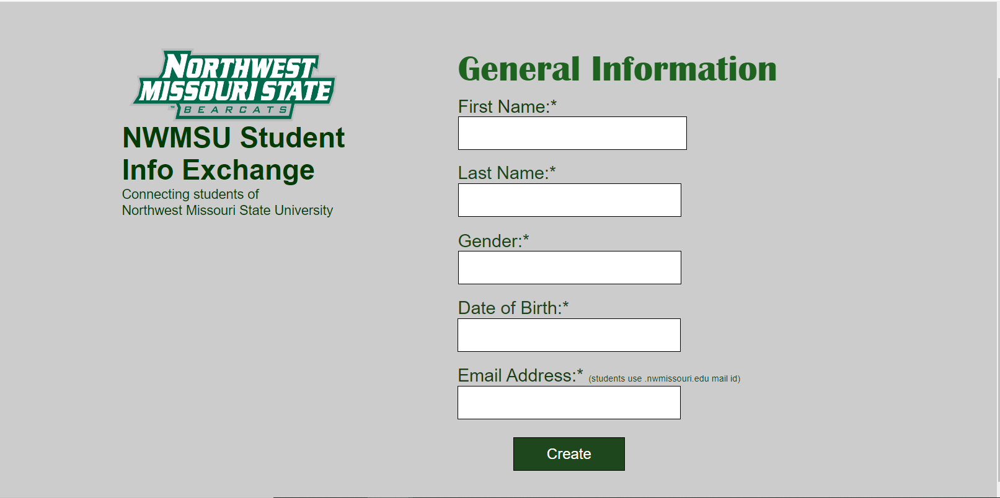 NORTHWEST
MISSOURI STATE
™ BEARCATS
NWMSU Student
Info Exchange
Connecting students of
Northwest Missouri State University
General Information
First Name:*
Last Name:*
Gender:*
Date of Birth:*
Email Address:* (students use .nwmissouri.edu mail id)
Create